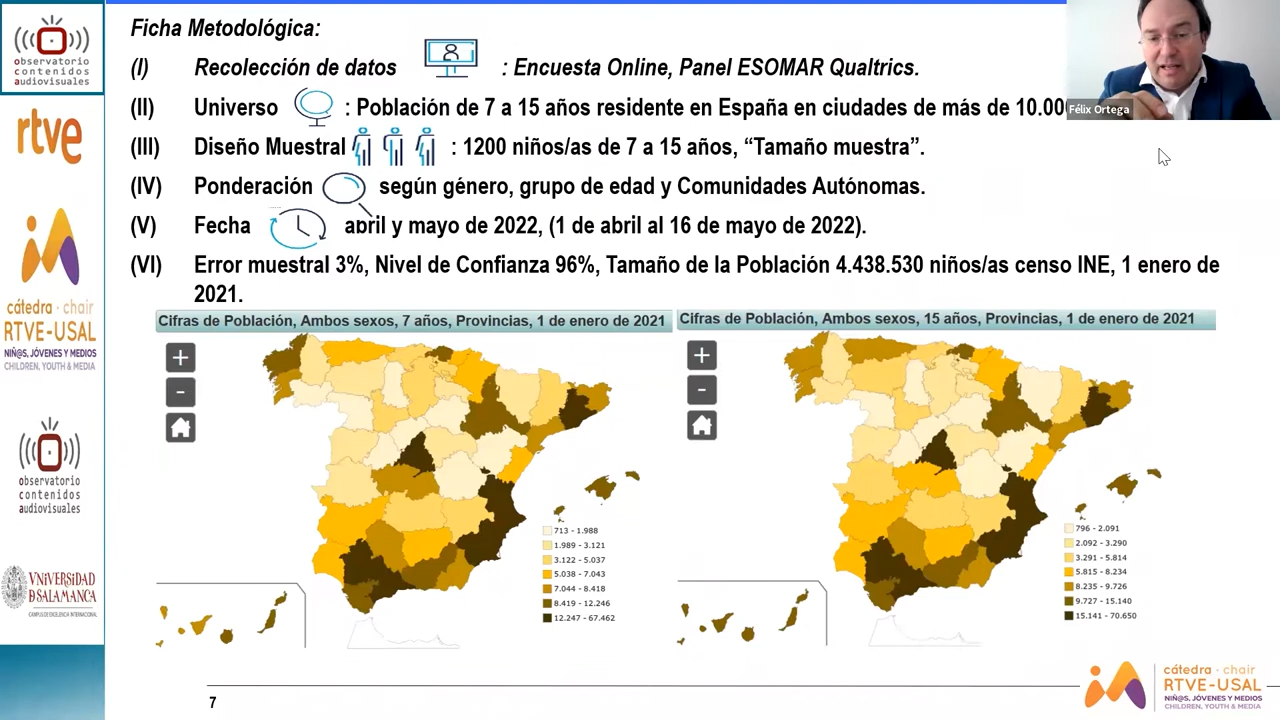 Ficha Metodológica:
(I) Recolección de datos : Encuesta Online, Panel ESOMAR Qualtrics.
(II) Universo : Población de 7 a 15 años residente en España en ciudades de más de 10.000
(III) Diseño Muestral : 1200 niños/as de 7 a 15 años, “Tamaño muestra”.
(IV) Ponderación según género, grupo de edad y Comunidades Autónomas.
(V) Fecha abril y mayo de 2022, (1 de abril al 16 de mayo de 2022).
(VI) Error muestral 3%, Nivel de Confianza 96%, Tamaño de la Población 4.438.530 niños/as censo INE, 1 enero de
2021.
Félix Ortega
observatorio
contenidos
audiovisuales
rtve
cátedra · chair
RTVE-USAL
NIÑ@S, JÓVENES Y MEDIOS
CHILDREN, YOUTH & MEDIA
observatorio
contenidos
audiovisuales
VNIVERSIDAD
D SALAMANCA
CAMPUS DE EXCELENCIA INTERNACIONAL
Cifras de Población, Ambos sexos, 7 años, Provincias, 1 de enero de 2021
+
-
713 - 1.988
1.989 - 3.121
3.122 - 5.037
5.038 - 7.043
7.044 - 8.418
8.419 - 12.246
12.247 - 67.462
Cifras de Población, Ambos sexos, 15 años, Provincias, 1 de enero de 2021
+
-
796 - 2.091
2.092 - 3.290
3.291 - 5.814
5.815 - 8.234
8.235 - 9.726
9.727 - 15.140
15.141 - 70.650
7
cátedra · chair
RTVE-USAL
NIÑ@S, JÓVENES Y MEDIOS
CHILDREN, YOUTH & MEDIA